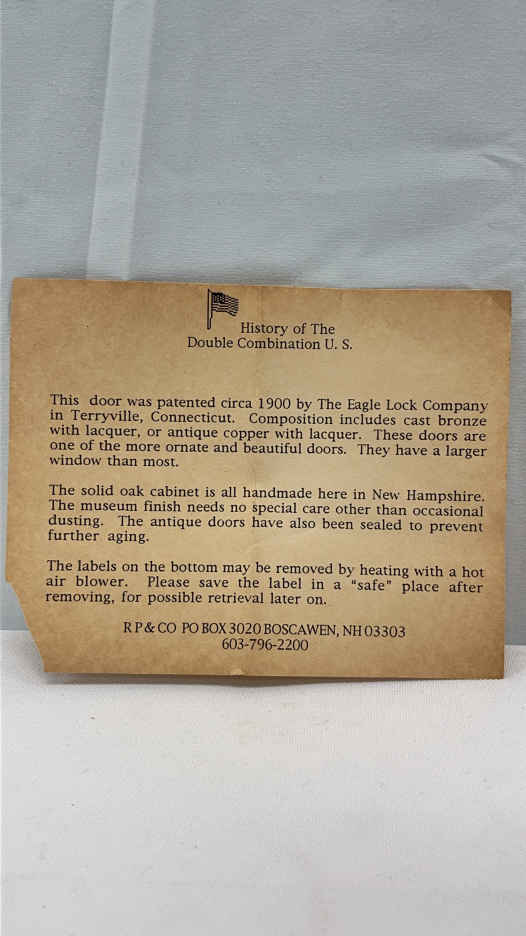 History of The
Double Combination U. S.
This door was patented circa 1900 by The Eagle Lock Company
in Terryville, Connecticut. Composition includes cast bronze
with lacquer, or antique copper with lacquer. These doors are
one of the more ornate and beautiful doors. They have a larger
window than most.
The solid oak cabinet is all handmade here in New Hampshire.
The museum finish needs no special care other than occasional
dusting. The antique doors have also been sealed to prevent
further aging.
The labels on the bottom may be removed by heating with a hot
air blower. Please save the label in a "safe" place after
removing, for possible retrieval later on.
R P & CO PO BOX 3020 BOSCAWEN, NH 03303
603-796-2200